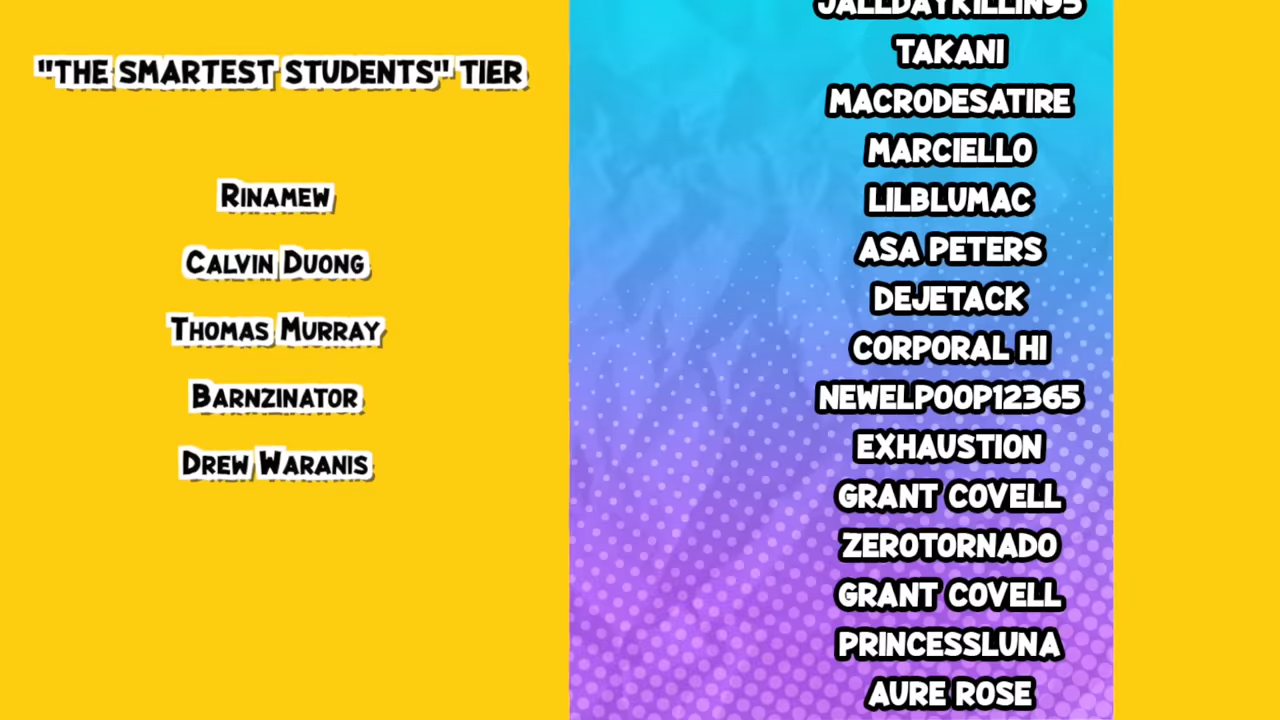 "THE SMARTEST STUDENTS" TIER
RINAMEW
CALVIN DUONG
THOMAS MURRAY
BARNZINATOR
DREW WARANIS
JALLDAYKILLIN95
TAKANI
MACRODESATIRE
MARCIELLO
LILBLUMAC
ASA PETERS
DEJETACK
CORPORAL HI
NEWELPOOP12365
EXHAUSTION
GRANT COVELL
ZEROTORNADO
GRANT COVELL
PRINCESSLUNA
AURE ROSE